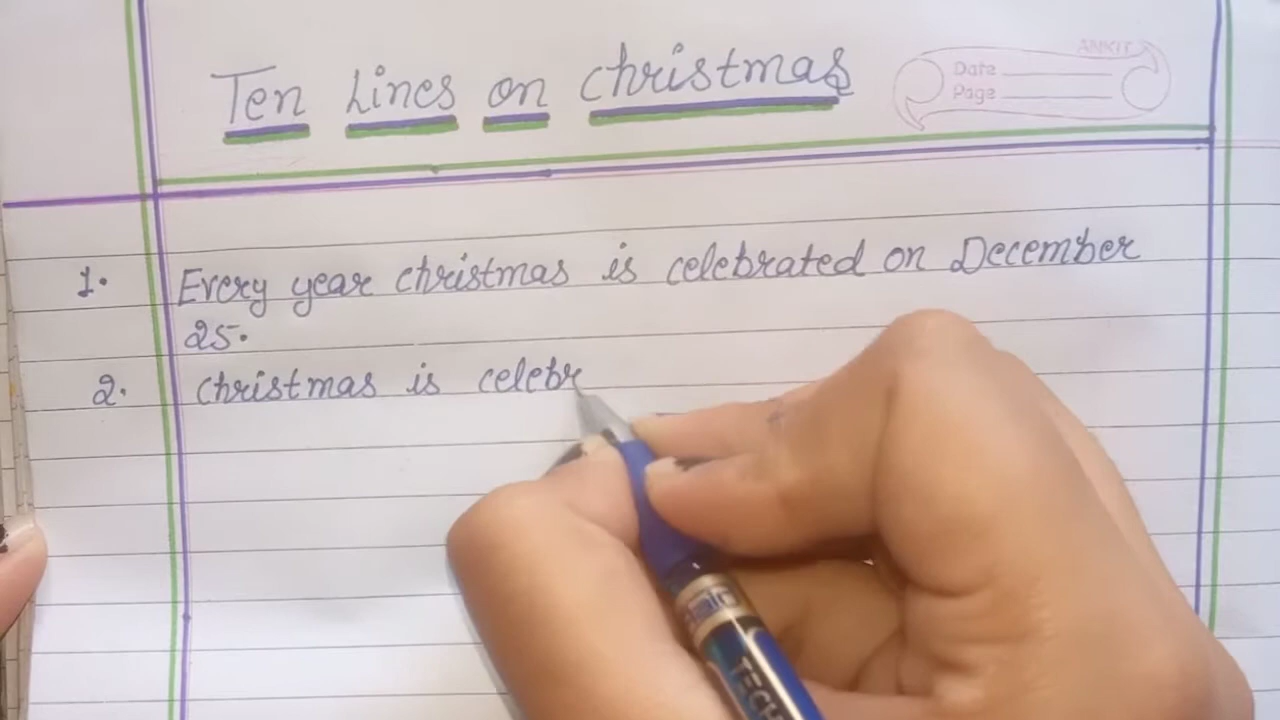 Ten Lines on christmas
ANKIT
Date
Page
1. Every year christmas is celebrated on December
25.
2. christmas is celebr
TECH